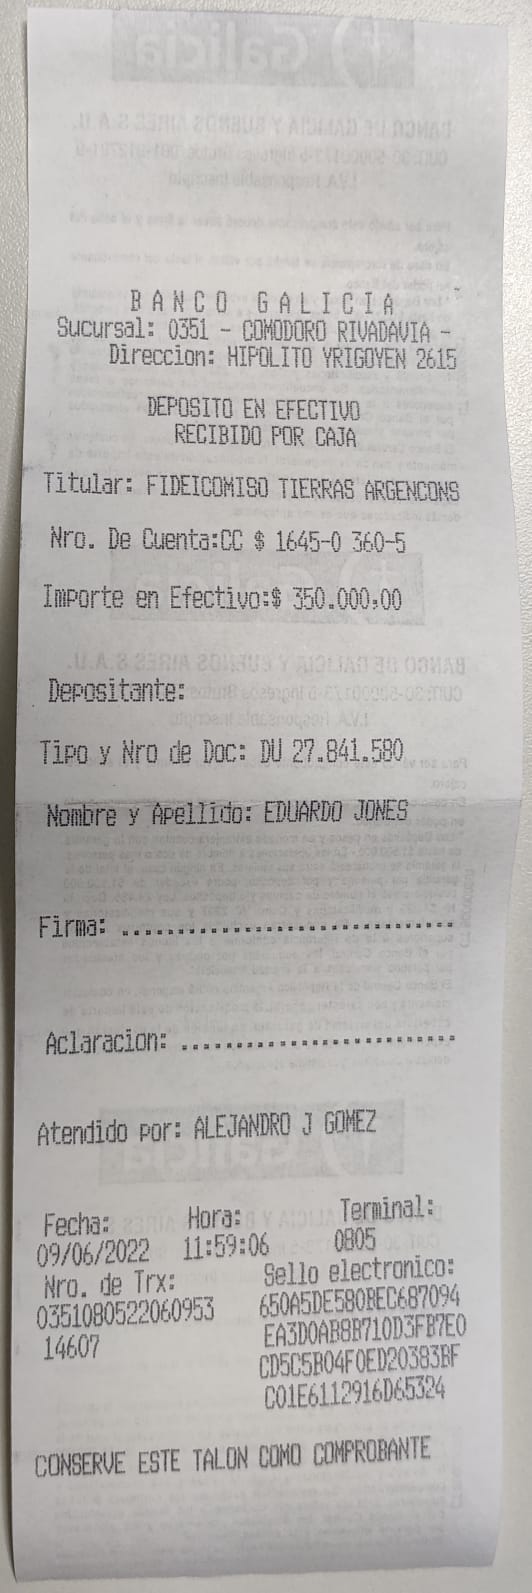 BANCO GALICIA
Sucursal: 0351 - COMODORO RIVADAVIA -
Direccion: HIPOLITO YRIGOYEN 2615
DEPOSITO EN EFECTIVO
RECIBIDO POR CAJA
Titular: FIDEICOMISO TIERRAS ARGENCONS
Nro. De Cuenta:CC $ 1645-0 360-5
Importe en Efectivo:$ 350.000,00
Depositante:
Tipo y Nro de Doc: DU 27.841.580
Nombre y Apellido: EDUARDO JONES
Firma: ..............................
Aclaracion: .........................
Atendido por: ALEJANDRO J GOMEZ
Fecha: Hora: Terminal:
09/06/2022 11:59:06 0805
Nro. de Trx: Sello electronico:
0351080522060953 650A5DE580BEC687094
14607 EA3D0AB8B710D3FB7E0
CD5C5B04F0ED20383BF
C01E6112916D65324
CONSERVE ESTE TALON COMO COMPROBANTE